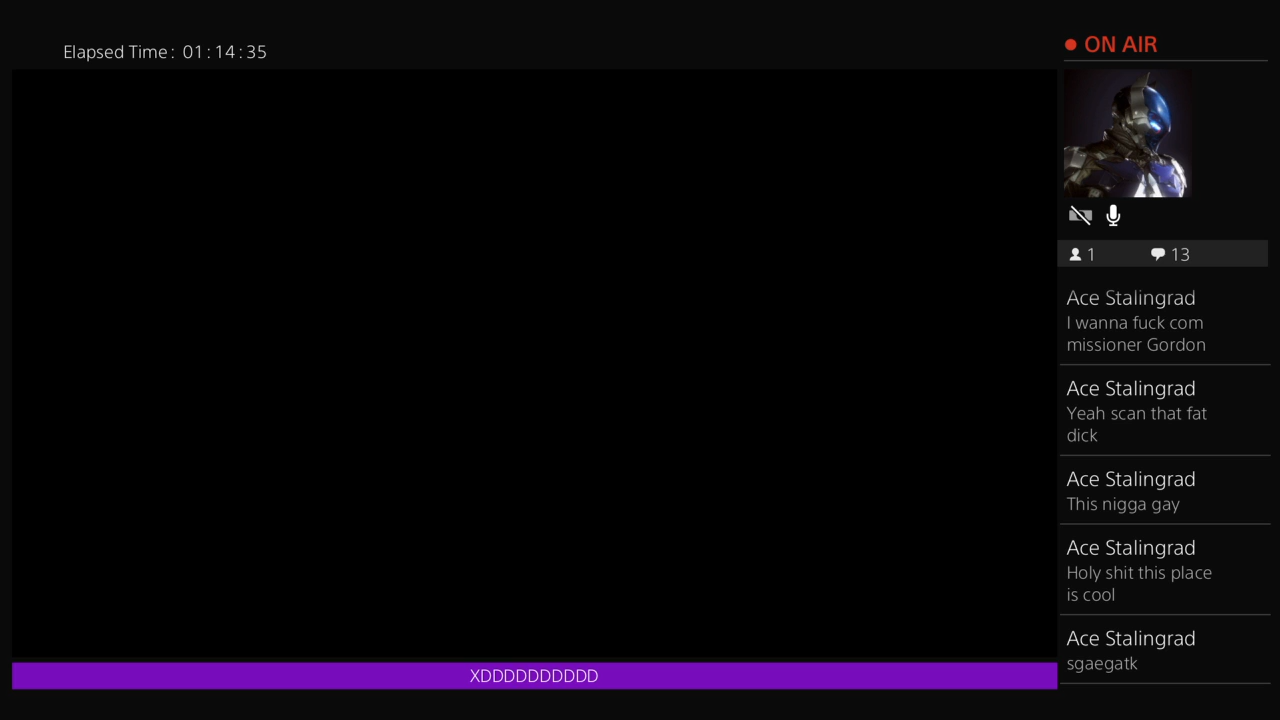 Elapsed Time: 01:14:35
ON AIR
1 13
Ace Stalingrad
I wanna fuck com
missioner Gordon
Ace Stalingrad
Yeah scan that fat
dick
Ace Stalingrad
This nigga gay
Ace Stalingrad
Holy shit this place
is cool
Ace Stalingrad
sgaegatk
XDDDDDDDDDD